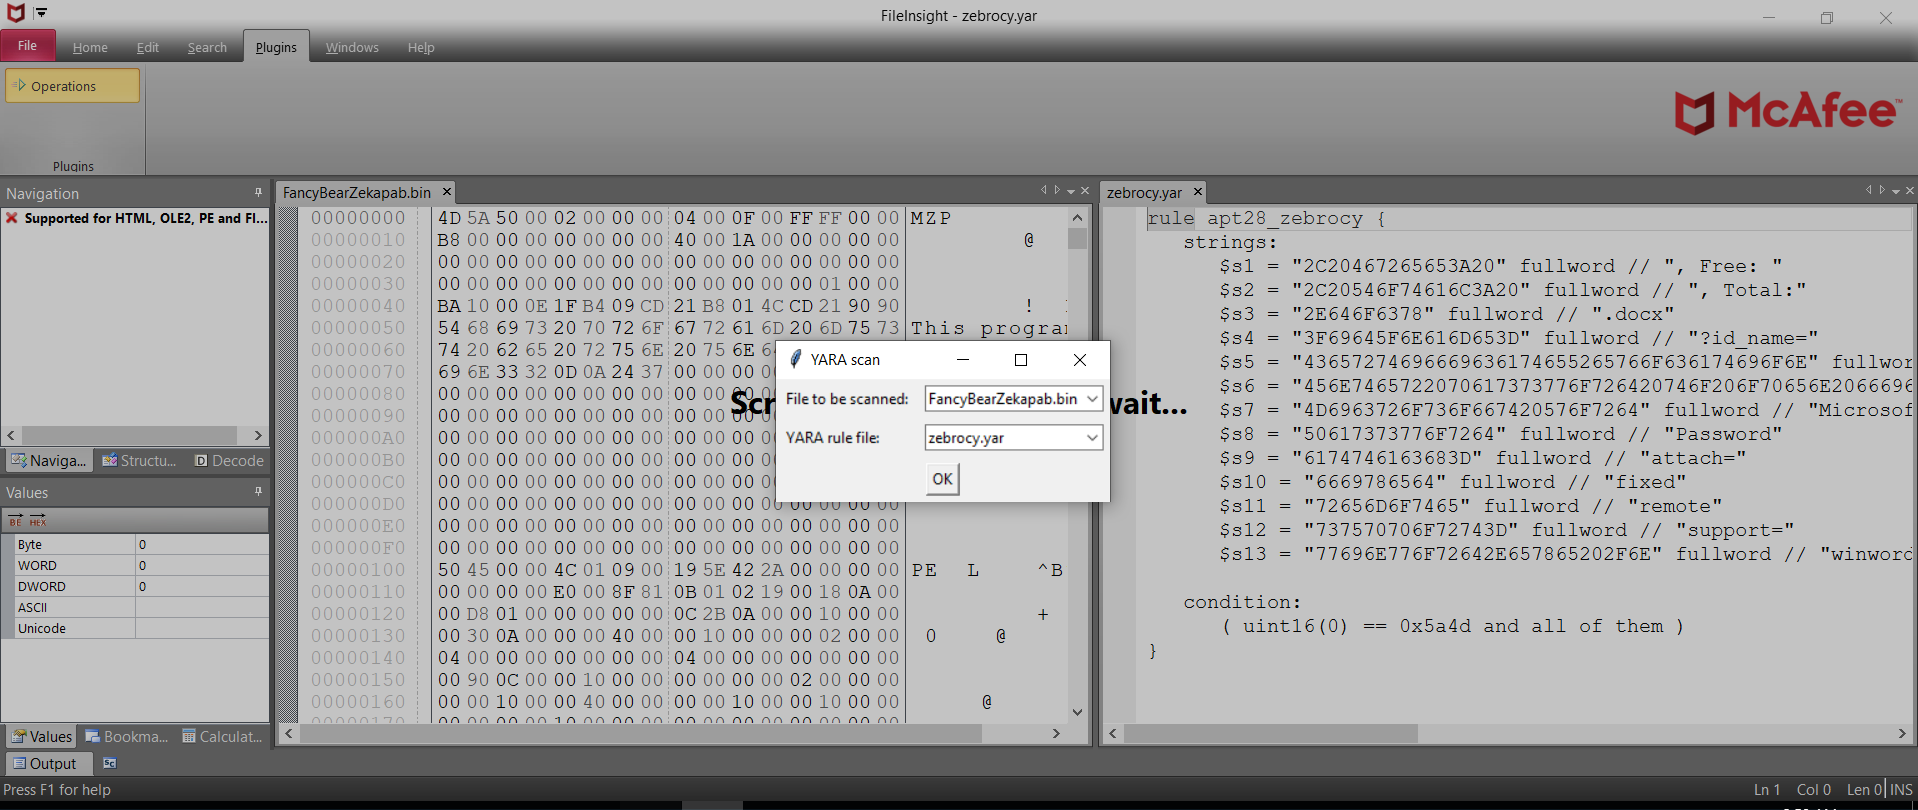 FileInsight - zebrocy.yar
File Home Edit Search Plugins Windows Help
Operations
Plugins
McAfee™
Navigation
Supported for HTML, OLE2, PE and Fl...
Naviga... Structu... Decode
Values
BE HEX
Byte 0
WORD 0
DWORD 0
ASCII
Unicode
Values Bookma... Calculat...
Output
Press F1 for help
FancyBearZekapab.bin
00000000 4D 5A 50 00 02 00 00 00 04 00 0F 00 FF FF 00 00 MZP
00000010 B8 00 00 00 00 00 00 00 40 00 1A 00 00 00 00 00 @
00000020 00 00 00 00 00 00 00 00 00 00 00 00 00 00 00 00
00000030 00 00 00 00 00 00 00 00 00 00 00 00 00 01 00 00
00000040 BA 10 00 0E 1F B4 09 CD 21 B8 01 4C CD 21 90 90 !
00000050 54 68 69 73 20 70 72 6F 67 72 61 6D 20 6D 75 73 This progra
00000060 74 20 62 65 20 72 75 6E 20 75 6E
00000070 69 6E 33 32 0D 0A 24 37 00 00 00
00000080 00 00 00 00 00 00 00 00 00 00 00
00000090 00 00 00 00 00 00 00 00 00 00 00
000000A0 00 00 00 00 00 00 00 00 00 00 00
000000B0 00 00 00 00 00 00 00 00 00 00 00
000000C0 00 00 00 00 00 00 00 00 00 00 00
000000D0 00 00 00 00 00 00 00 00 00 00 00 00 00 00 00 00
000000E0 00 00 00 00 00 00 00 00 00 00 00 00 00 00 00 00
000000F0 00 00 00 00 00 00 00 00 00 00 00 00 00 00 00 00
00000100 50 45 00 00 4C 01 09 00 19 5E 42 2A 00 00 00 00 PE L ^B
00000110 00 00 00 00 E0 00 8F 81 0B 01 02 19 00 18 0A 00
00000120 00 D8 01 00 00 00 00 00 0C 2B 0A 00 00 10 00 00 +
00000130 00 30 0A 00 00 00 40 00 00 10 00 00 00 02 00 00 0 @
00000140 04 00 00 00 00 00 00 00 04 00 00 00 00 00 00 00
00000150 00 90 0C 00 00 10 00 00 00 00 00 00 02 00 00 00
00000160 00 00 10 00 00 40 00 00 00 00 10 00 00 10 00 00 @
00000170 00 00 00 00 10 00 00 00 00 00 00 00 00 00 00 00
YARA scan
File to be scanned: FancyBearZekapab.bin
YARA rule file: zebrocy.yar
OK
wait...
zebrocy.yar
rule apt28_zebrocy {
strings:
$s1 = "2C20467265653A20" fullword // ", Free: "
$s2 = "2C20546F74616C3A20" fullword // ", Total:"
$s3 = "2E646F6378" fullword // ".docx"
$s4 = "3F69645F6E616D653D" fullword // "?id_name="
$s5 = "43657274696669636174655265766F636174696F6E" fullwor
$s6 = "456E7465722070617373776F726420746F206F70656E2066696
$s7 = "4D6963726F736F667420576F7264" fullword // "Microsof
$s8 = "50617373776F7264" fullword // "Password"
$s9 = "6174746163683D" fullword // "attach="
$s10 = "6669786564" fullword // "fixed"
$s11 = "72656D6F7465" fullword // "remote"
$s12 = "737570706F72743D" fullword // "support="
$s13 = "77696E776F72642E657865202F6E" fullword // "winword
condition:
( uint16(0) == 0x5a4d and all of them )
}
Ln 1 Col 0 Len 0 INS